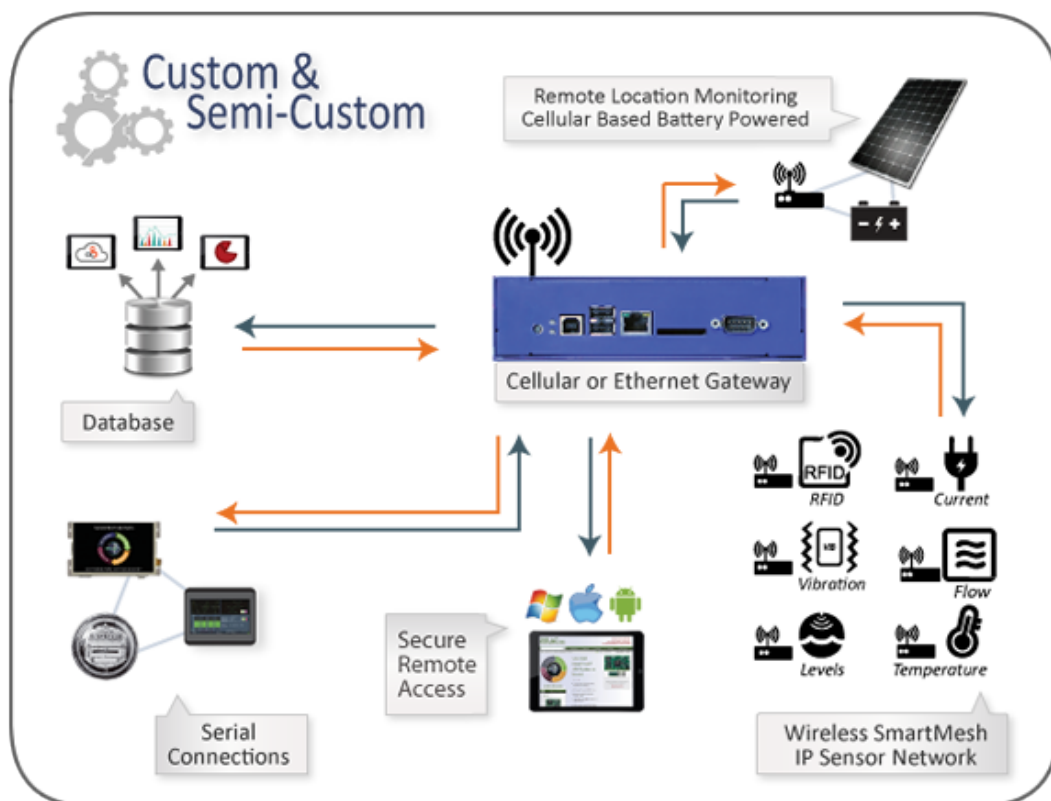 Custom &
Semi-Custom
Remote Location Monitoring
Cellular Based Battery Powered
Cellular or Ethernet Gateway
Database
RFID
RFID
Current
Vibration
Flow
Levels
Temperature
Secure
Remote
Access
Serial
Connections
Wireless SmartMesh
IP Sensor Network